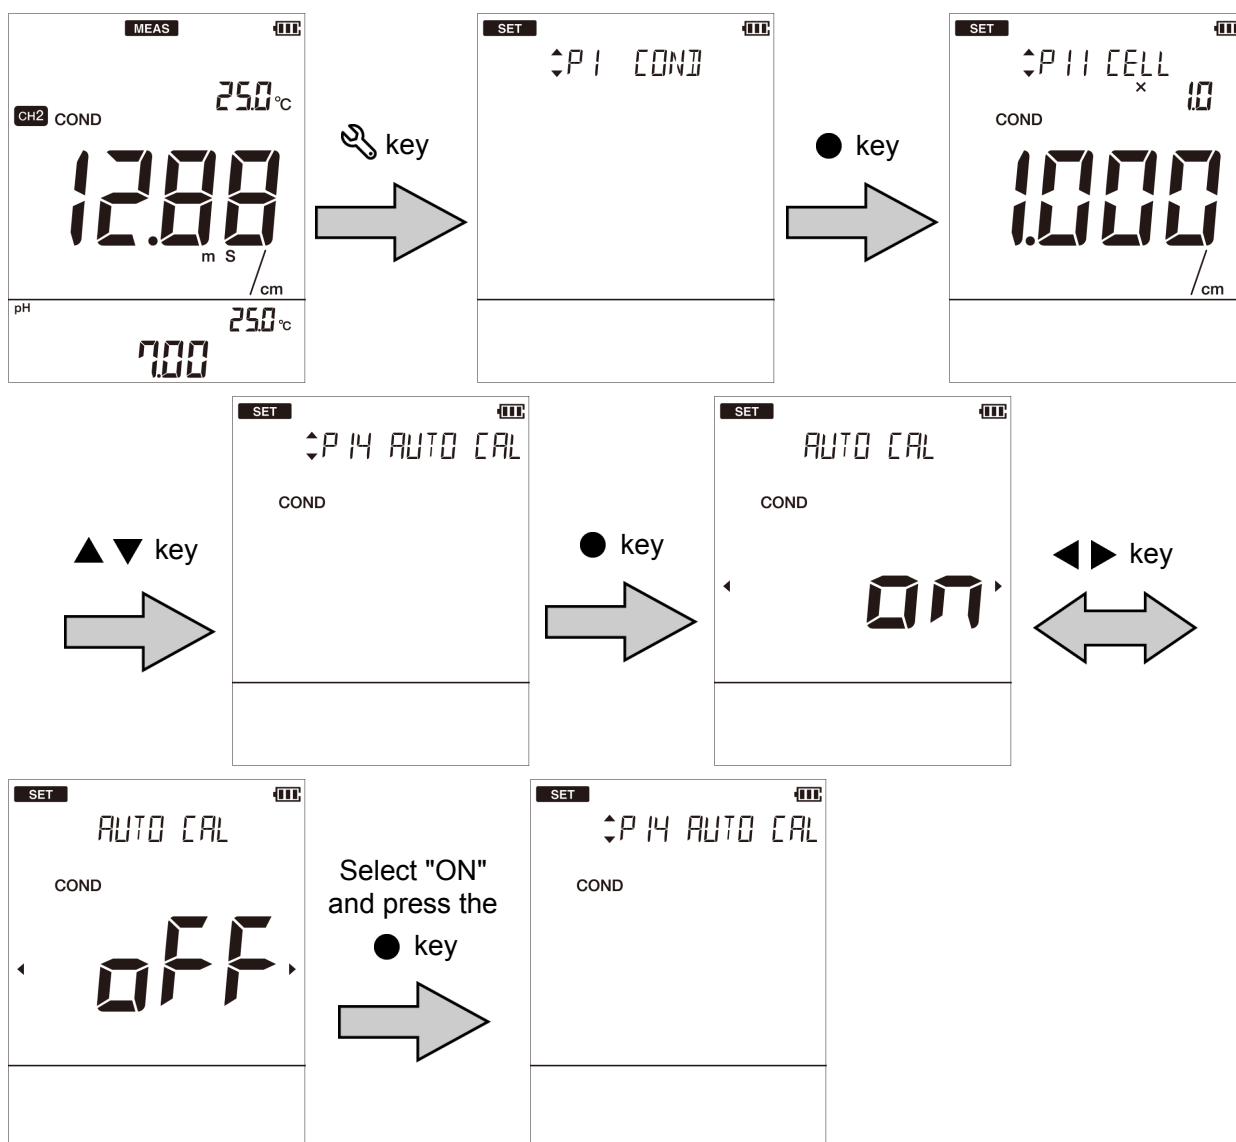 MEAS
25.0 °C
CH2 COND
12.88
m S
/cm
pH
25.0 °C
7.00
key
SET
P1 COND
key
SET
P11 CELL
× 1.0
COND
1.000
/cm
key
SET
P14 AUTO CAL
COND
key
SET
AUTO CAL
COND
on
key
SET
AUTO CAL
COND
oFF
Select "ON"
and press the
key
SET
P14 AUTO CAL
COND